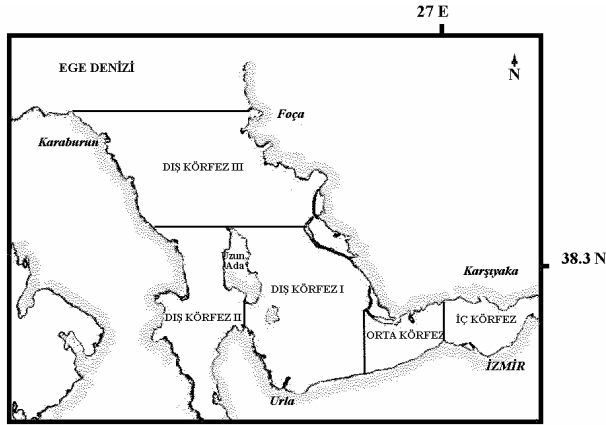 27 E
EGE DENİZİ
N
Foça
Karaburun
DIŞ KÖRFEZ III
Uzun
Ada
38.3 N
Karşıyaka
DIŞ KÖRFEZ I
DIŞ KÖRFEZ II
ORTA KÖRFEZ
İÇ KÖRFEZ
İZMİR
Urla